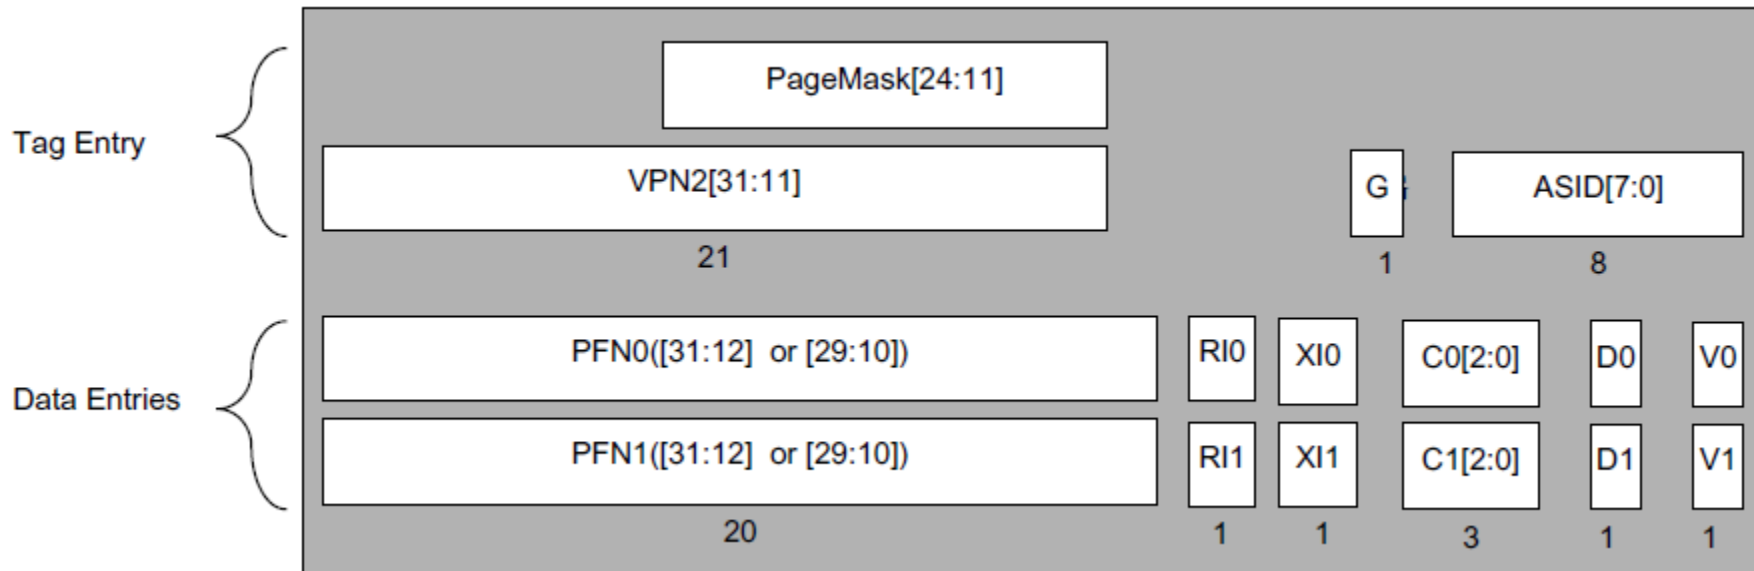 PageMask[24:11]
Tag Entry
VPN2[31:11] G ASID[7:0]
21 1 8
PFN0([31:12] or [29:10]) RI0 XI0 C0[2:0] D0 V0
Data Entries
PFN1([31:12] or [29:10]) RI1 XI1 C1[2:0] D1 V1
20 1 1 3 1 1